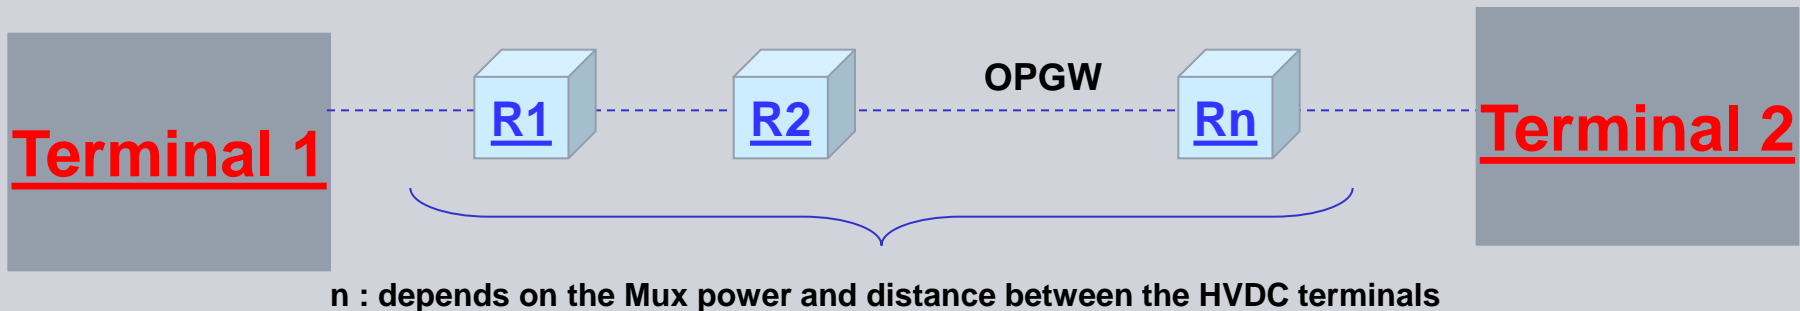 OPGW
Terminal 1 R1 R2 Rn Terminal 2
n : depends on the Mux power and distance between the HVDC terminals